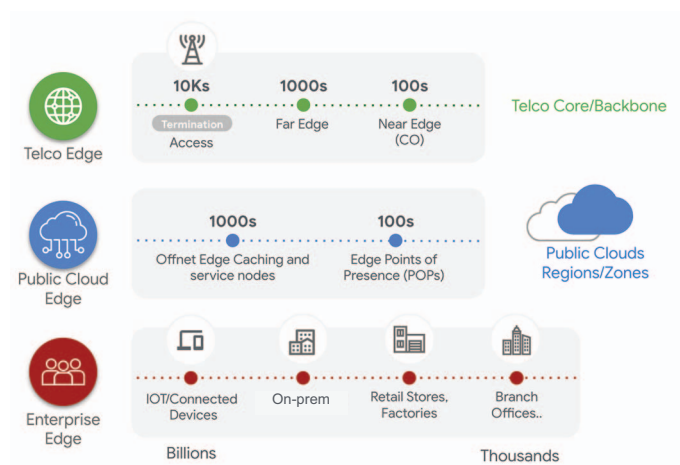 10Ks
1000s
100s
Termination
Access
Far Edge
Near Edge
(CO)
Telco Edge
Telco Core/Backbone
1000s
100s
Offnet Edge Caching and
service nodes
Edge Points of
Presence (POPs)
Public Cloud
Edge
Public Clouds
Regions/Zones
IOT/Connected
Devices
On-prem
Retail Stores,
Factories
Branch
Offices..
Enterprise
Edge
Billions
Thousands